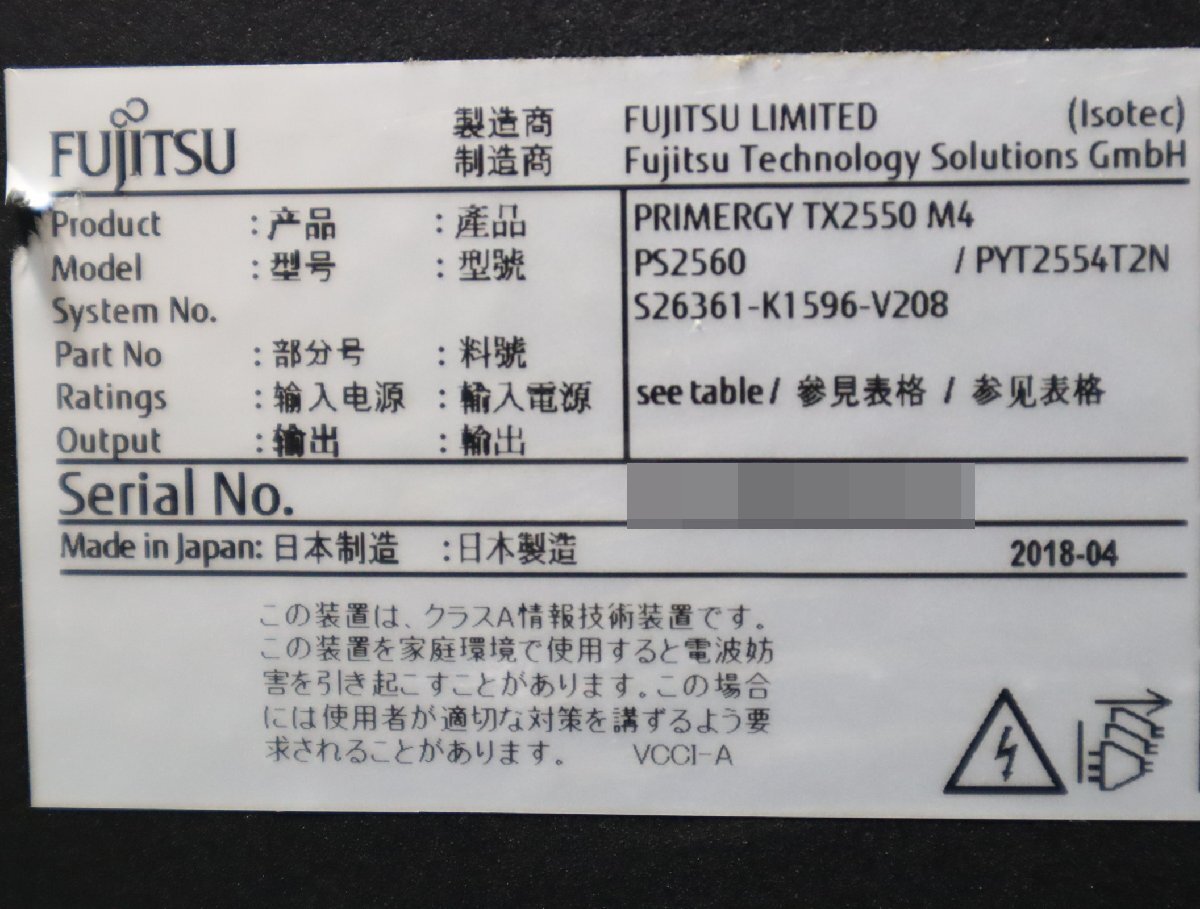 FUJITSU
製造商 FUJITSU LIMITED (Isotec)
制造商 Fujitsu Technology Solutions GmbH
Product : 产品 : 產品 PRIMERGY TX2550 M4
Model : 型号 : 型號 PS2560 / PYT2554T2N
System No. S26361-K1596-V208
Part No : 部分号 : 料號
Ratings : 输入电源 : 輸入電源 see table / 參見表格 / 参见表格
Output : 输出 : 輸出
Serial No.
Made in Japan: 日本制造 : 日本製造 2018-04
この装置は、クラスA情報技術装置です。
この装置を家庭環境で使用すると電波妨
害を引き起こすことがあります。この場合
には使用者が適切な対策を講ずるよう要
求されることがあります。 VCCI-A